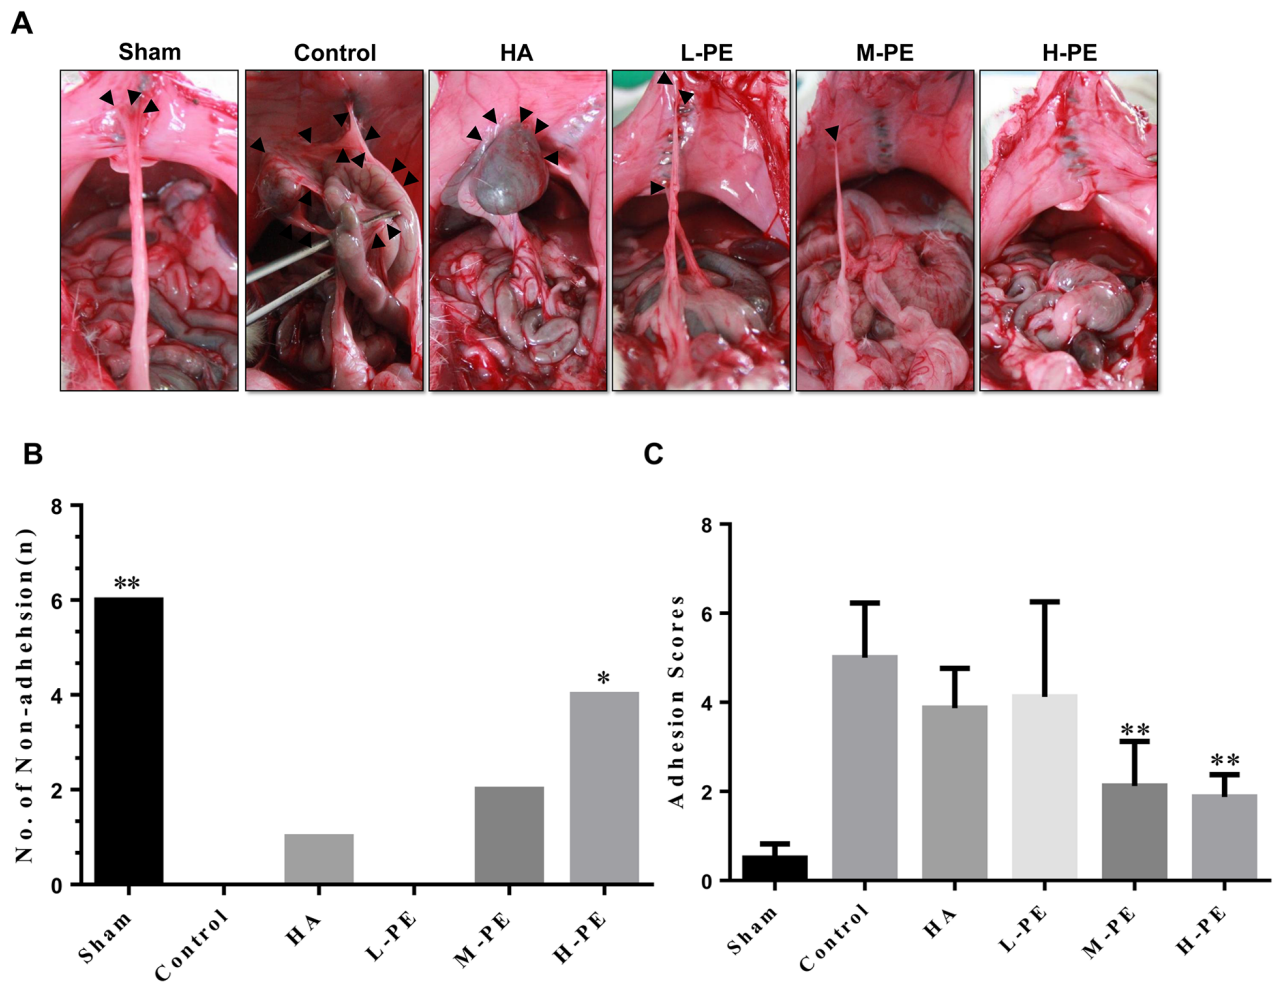 A
Sham Control HA L-PE M-PE H-PE
B
No. of Non-adhehsion(n)
8
6
4
2
0
**
*
Sham Control HA L-PE M-PE H-PE
C
Adhesion Scores
8
6
4
2
0
**
**
Sham Control HA L-PE M-PE H-PE